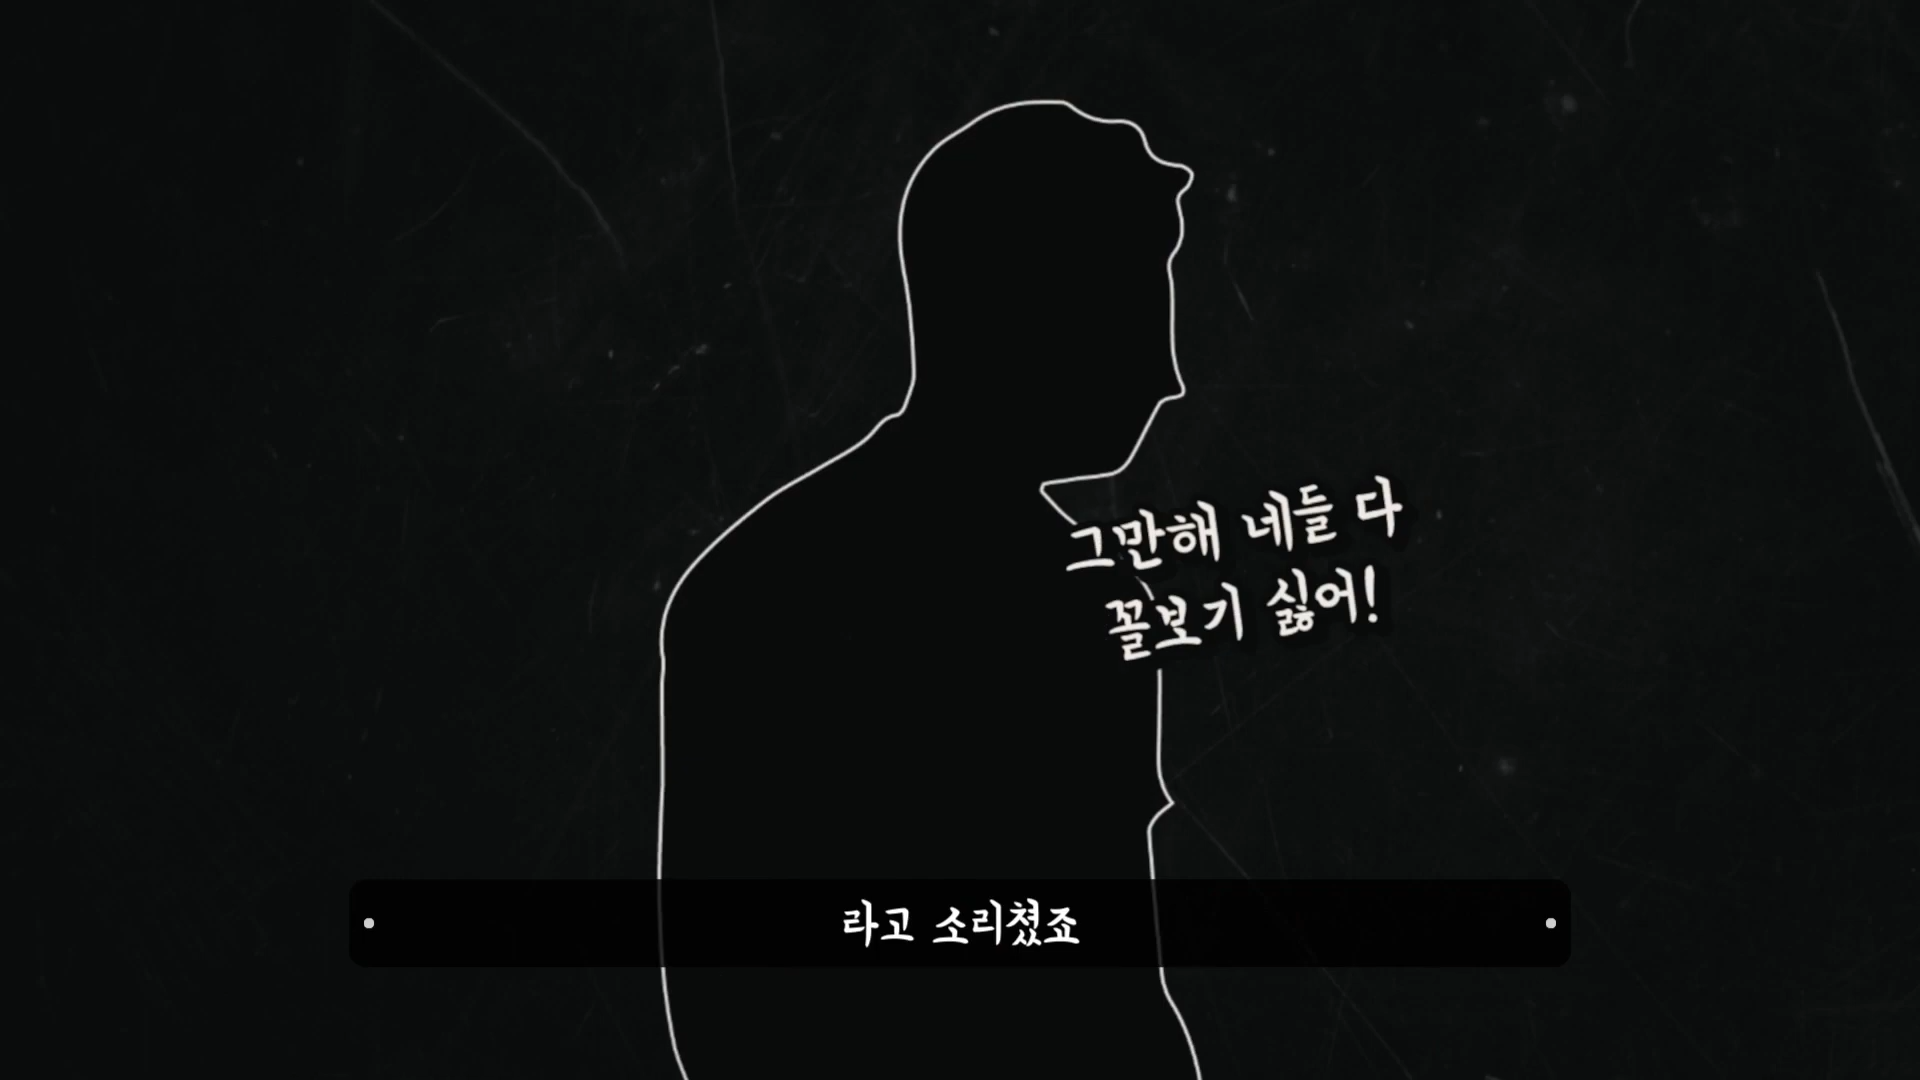 그만해 네들 다
꼴보기 싫어!
라고 소리쳤죠